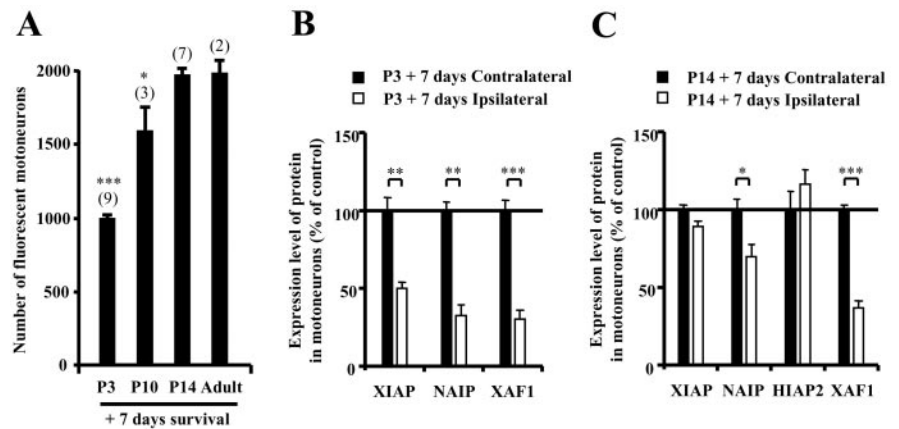 A
Number of fluorescent motoneurons
2000
1500
1000
500
0
***
(9)
*
(3)
(7)
(2)
P3 P10 P14 Adult
+ 7 days survival
B
P3 + 7 days Contralateral
P3 + 7 days Ipsilateral
Expression level of protein
in motoneurons (% of control)
150
100
50
0
** ** ***
XIAP NAIP XAF1
C
P14 + 7 days Contralateral
P14 + 7 days Ipsilateral
Expression level of protein
in motoneurons (% of control)
150
100
50
0
* ***
XIAP NAIP HIAP2 XAF1